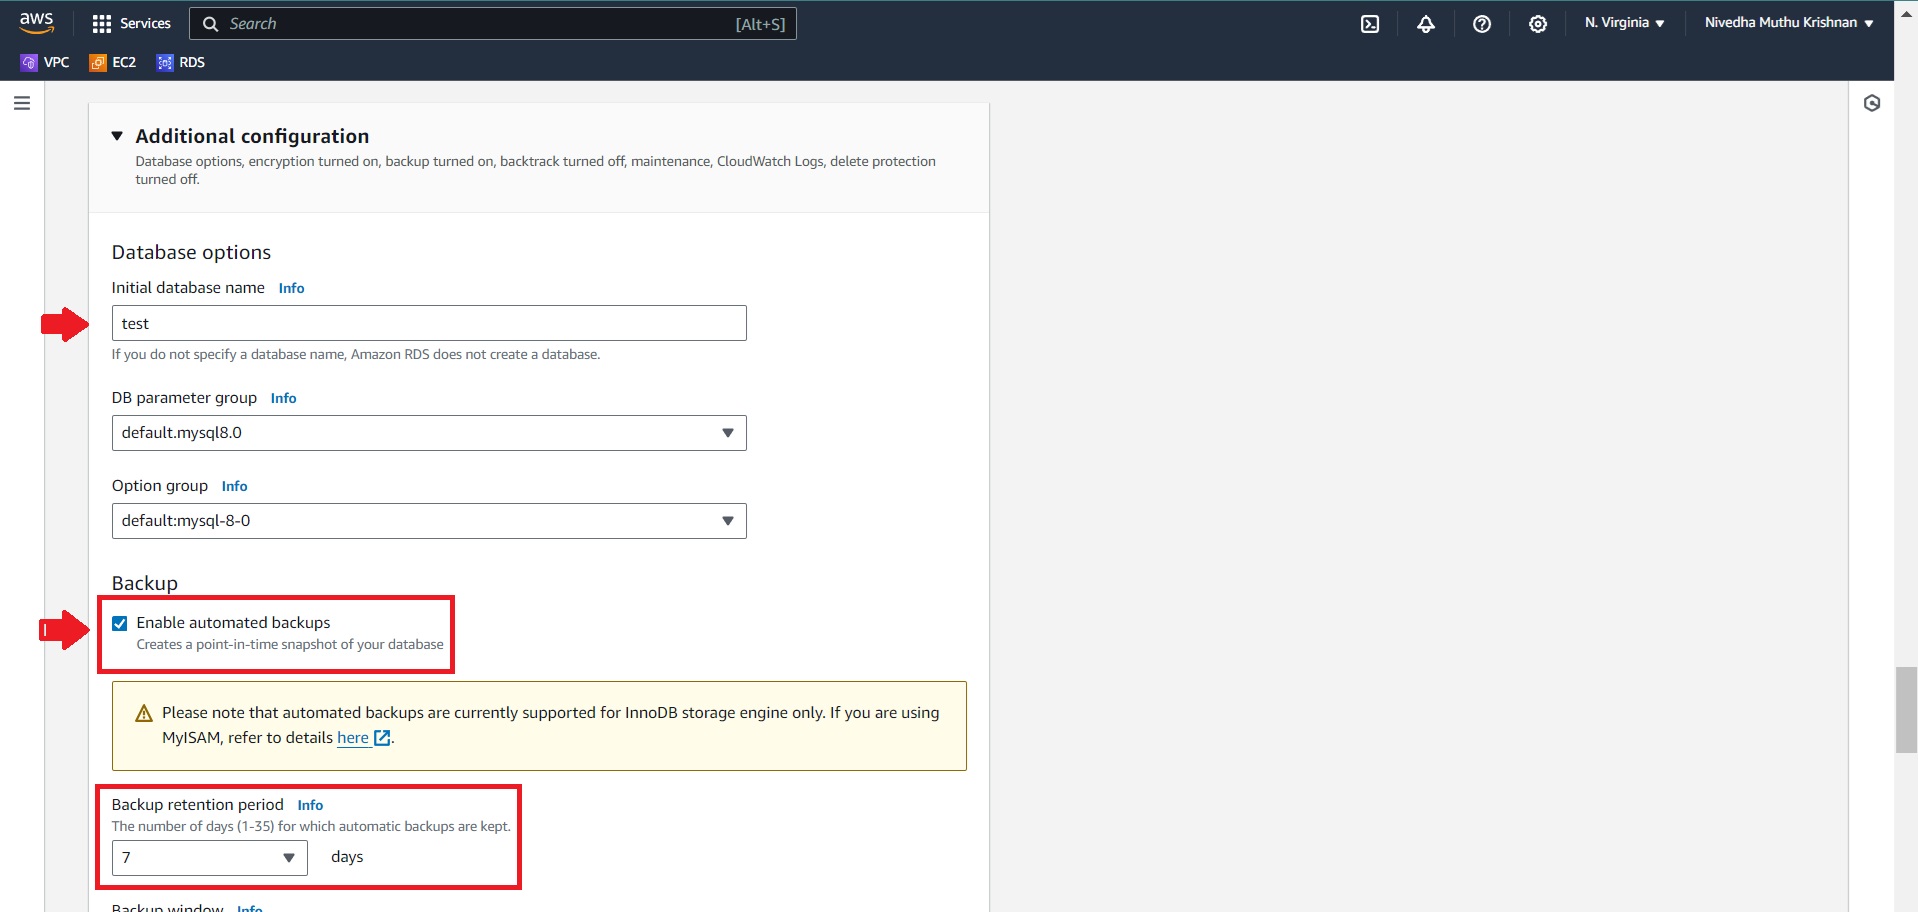 aws
Services
Search
[Alt+S]
N. Virginia
Nivedha Muthu Krishnan
VPC
EC2
RDS
Additional configuration
Database options, encryption turned on, backup turned on, backtrack turned off, maintenance, CloudWatch Logs, delete protection
turned off.
Database options
Initial database name Info
test
If you do not specify a database name, Amazon RDS does not create a database.
DB parameter group Info
default.mysql8.0
Option group Info
default:mysql-8-0
Backup
Enable automated backups
Creates a point-in-time snapshot of your database
Please note that automated backups are currently supported for InnoDB storage engine only. If you are using
MyISAM, refer to details here.
Backup retention period Info
The number of days (1-35) for which automatic backups are kept.
7 days
Backup window Info